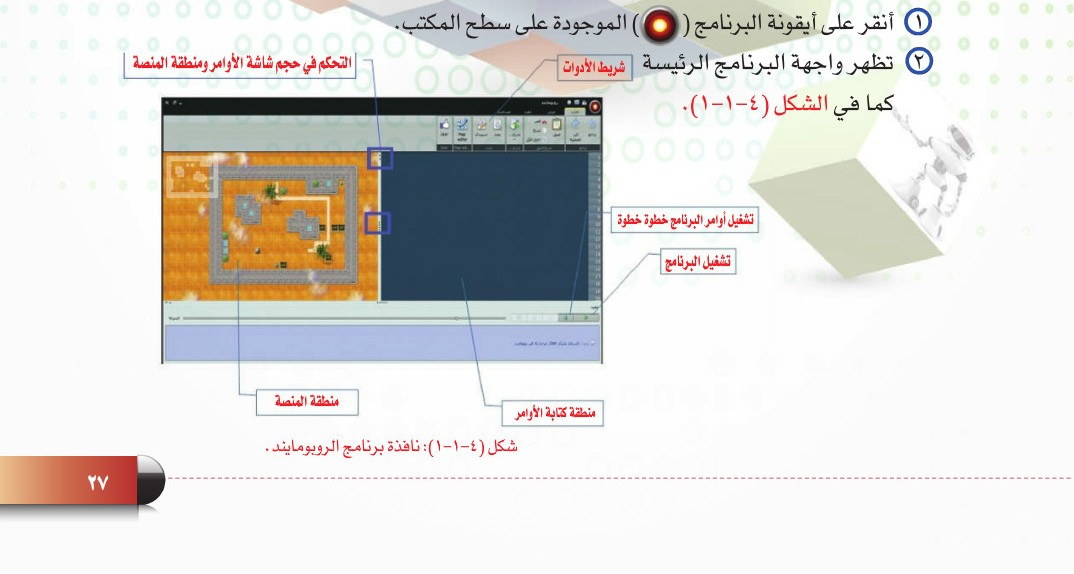 ١ أنقر على أيقونة البرنامج ( ) الموجودة على سطح المكتب.
٢ تظهر واجهة البرنامج الرئيسة
كما في الشكل (٤-١-١).
شريط الأدوات
التحكم في حجم شاشة الأوامر ومنطقة المنصة
تشغيل أوامر البرنامج خطوة خطوة
تشغيل البرنامج
منطقة المنصة
منطقة كتابة الأوامر
شكل (٤-١-١): نافذة برنامج الروبومايند.
٢٧